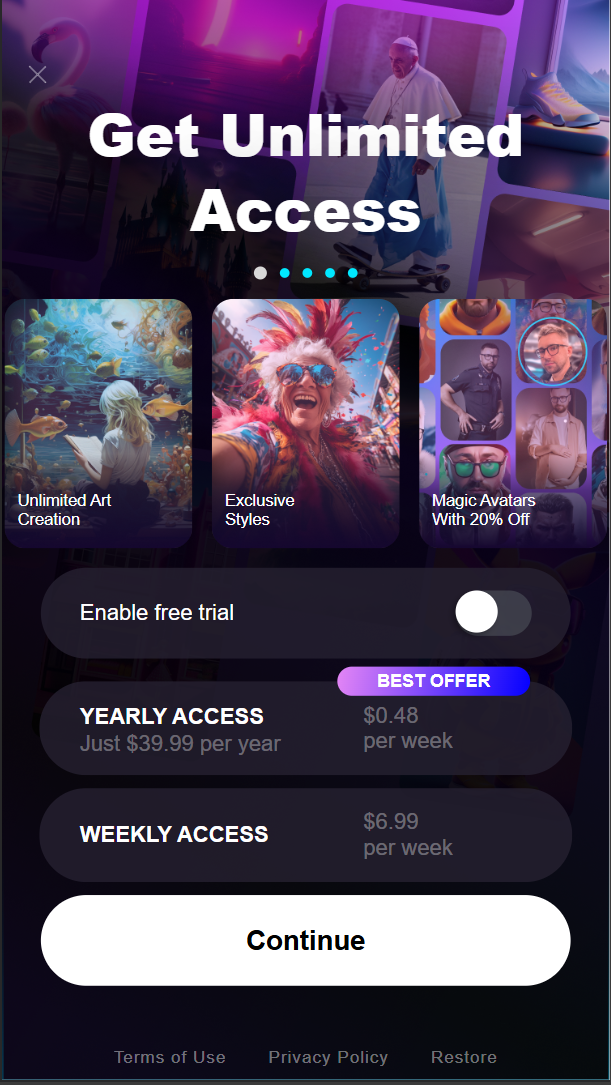 Get Unlimited
Access
Unlimited Art
Creation
Exclusive
Styles
Magic Avatars
With 20% Off
Enable free trial
BEST OFFER
YEARLY ACCESS
Just $39.99 per year
$0.48
per week
WEEKLY ACCESS
$6.99
per week
Continue
Terms of Use
Privacy Policy
Restore